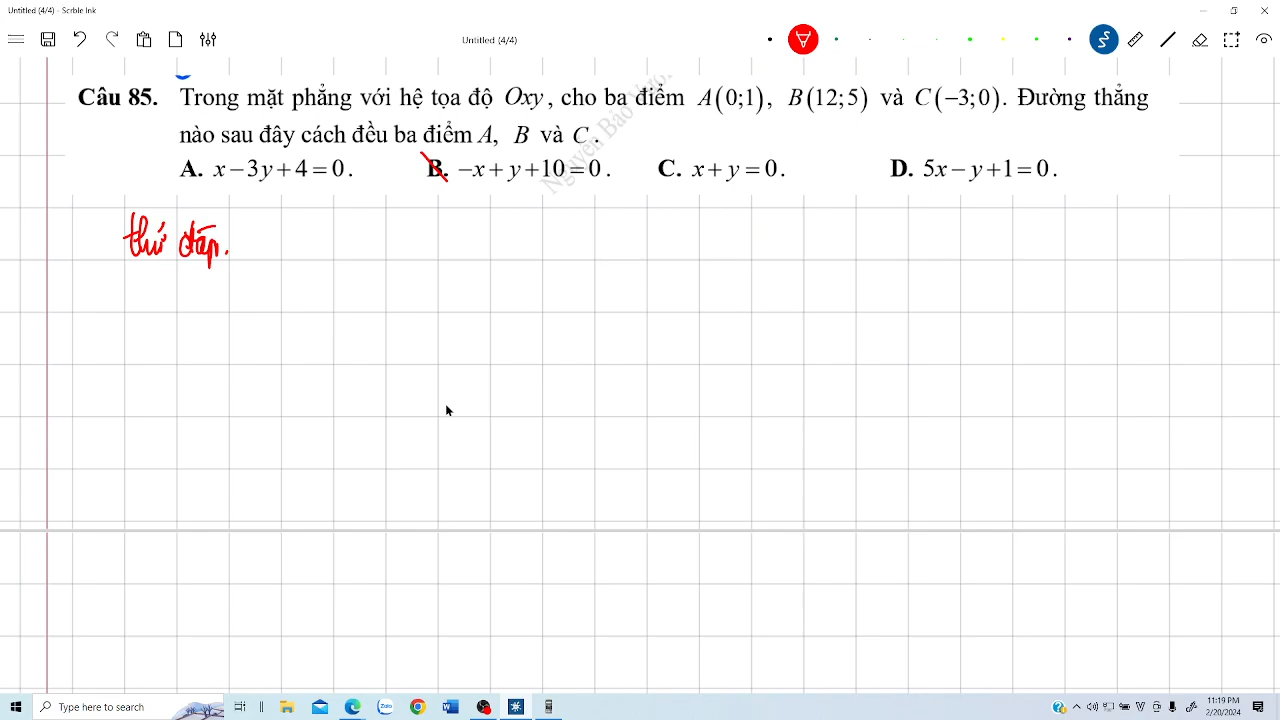 Untitled (4/4) - Scrble Ink
Untitled (4/4)
Câu 85. Trong mặt phẳng với hệ tọa độ Oxy, cho ba điểm A(0;1), B(12;5) và C(−3;0). Đường thẳng
nào sau đây cách đều ba điểm A, B và C.
A. x−3y+4=0. B. −x+y+10=0. C. x+y=0. D. 5x−y+1=0.
thử đáp.
Type here to search
11:19 PM
2/20/2024